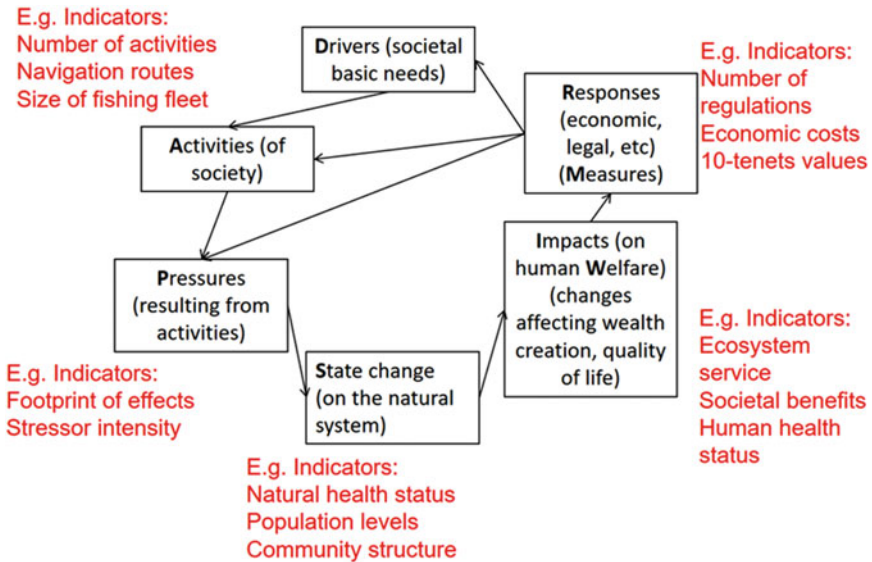 E.g. Indicators:
Number of activities
Navigation routes
Size of fishing fleet
Drivers (societal
basic needs)
E.g. Indicators:
Number of
regulations
Economic costs
10-tenets values
Responses
(economic,
legal, etc)
(Measures)
Activities (of
society)
Pressures
(resulting from
activities)
Impacts (on
human Welfare)
(changes
affecting wealth
creation, quality
of life)
E.g. Indicators:
Ecosystem
service
Societal benefits
Human health
status
E.g. Indicators:
Footprint of effects
Stressor intensity
State change
(on the natural
system)
E.g. Indicators:
Natural health status
Population levels
Community structure